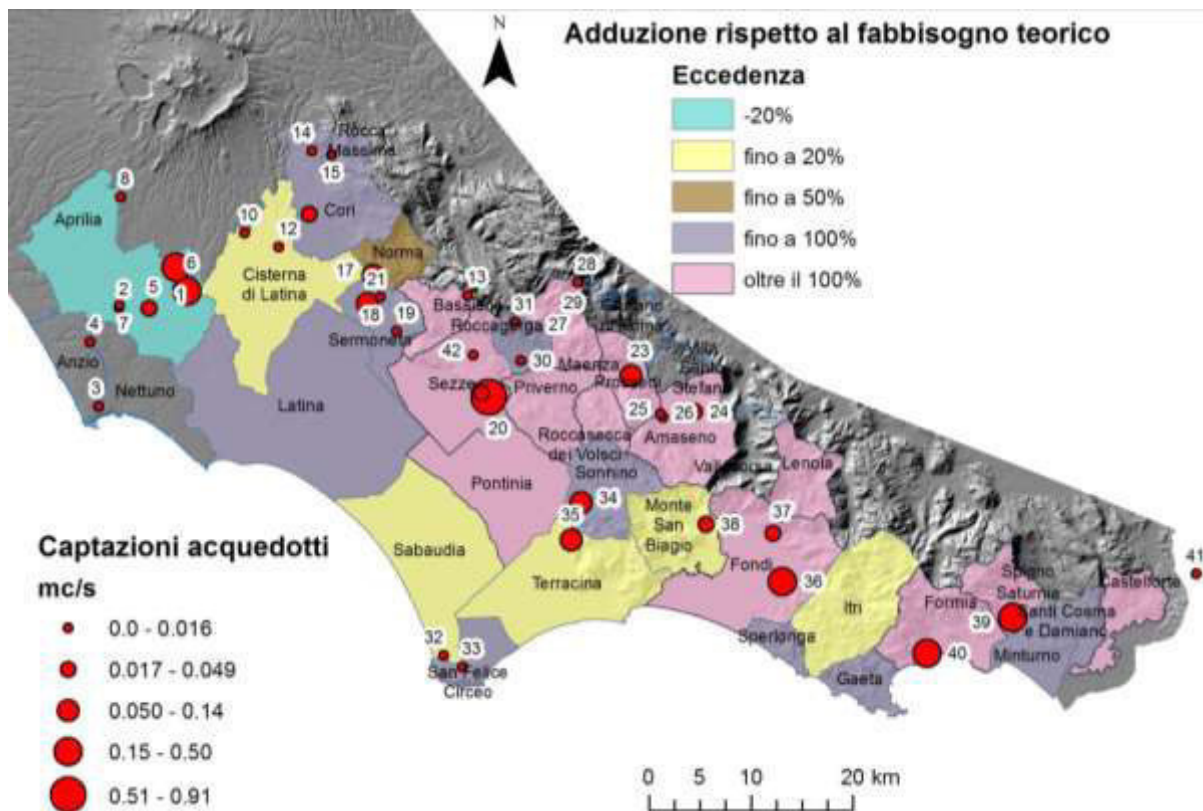 N
Adduzione rispetto al fabbisogno teorico
Eccedenza
-20%
fino a 20%
fino a 50%
fino a 100%
oltre il 100%
14
Rocca
Massima
15
8
Aprilia
10
12
Cori
6
17
Norma
Cisterna
di Latina
21
13
28
2
5
1
7
18
19
Bassiano
31
29
Roccagorga
27
4
Sermoneta
42
30
Maenza
23
Anzio
Nettuno
3
Latina
Sezze
Priverno
Prossedi
Santo
Stefano
20
25
26
24
Roccasecca
dei Volsci
Amaseno
Sonnino
Pontinia
Vallecorsa
Lenola
34
35
Monte
San
Biagio
38
37
Captazioni acquedotti
mc/s
Sabaudia
Terracina
Fondi
36
41
Itri
Formia
Spigno
Saturnia
Castelforte
39
Santi Cosma
e Damiano
0.0 - 0.016
32
33
Sperlonga
40
Minturno
San Felice
Circeo
Gaeta
0.017 - 0.049
0.050 - 0.14
0.15 - 0.50
0.51 - 0.91
0 5 10 20 km